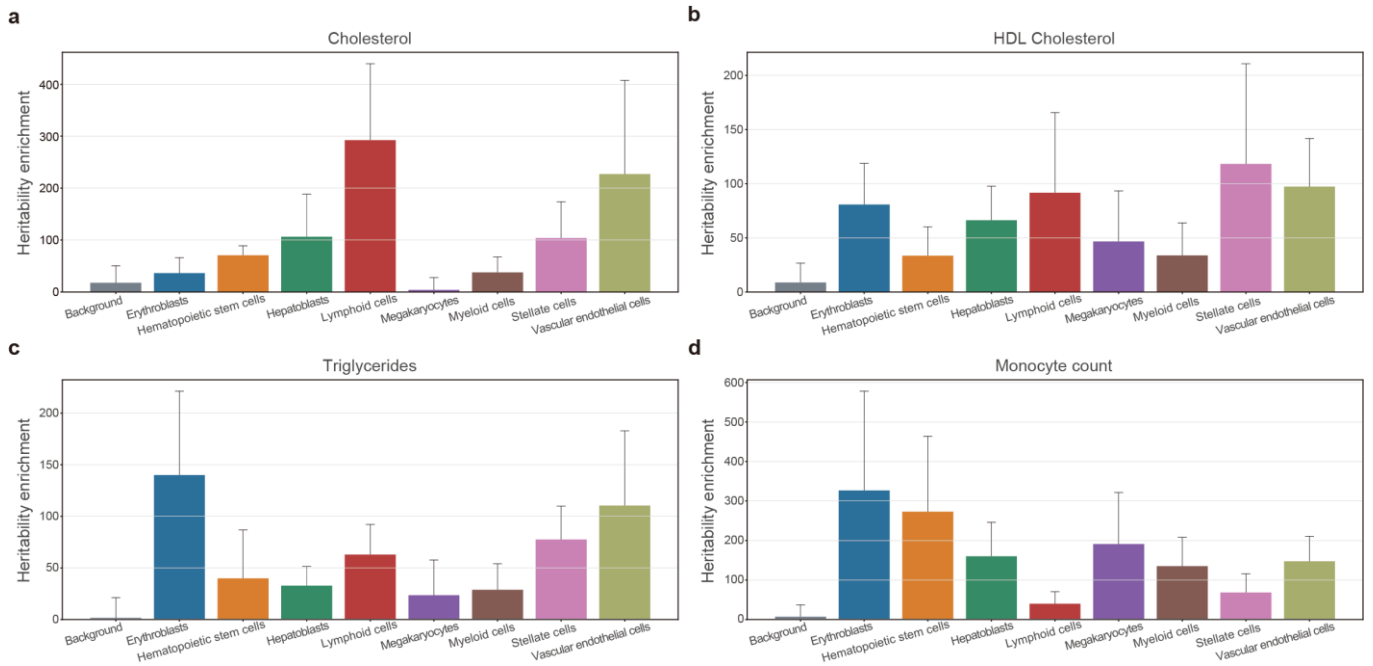 a
Cholesterol
Heritability enrichment
400
300
200
100
0
Background
Erythroblasts
Hematopoietic stem cells
Hepatoblasts
Lymphoid cells
Megakaryocytes
Myeloid cells
Stellate cells
Vascular endothelial cells
b
HDL Cholesterol
Heritability enrichment
200
150
100
50
0
Background
Erythroblasts
Hematopoietic stem cells
Hepatoblasts
Lymphoid cells
Megakaryocytes
Myeloid cells
Stellate cells
Vascular endothelial cells
c
Triglycerides
Heritability enrichment
200
150
100
50
0
Background
Erythroblasts
Hematopoietic stem cells
Hepatoblasts
Lymphoid cells
Megakaryocytes
Myeloid cells
Stellate cells
Vascular endothelial cells
d
Monocyte count
Heritability enrichment
600
500
400
300
200
100
0
Background
Erythroblasts
Hematopoietic stem cells
Hepatoblasts
Lymphoid cells
Megakaryocytes
Myeloid cells
Stellate cells
Vascular endothelial cells